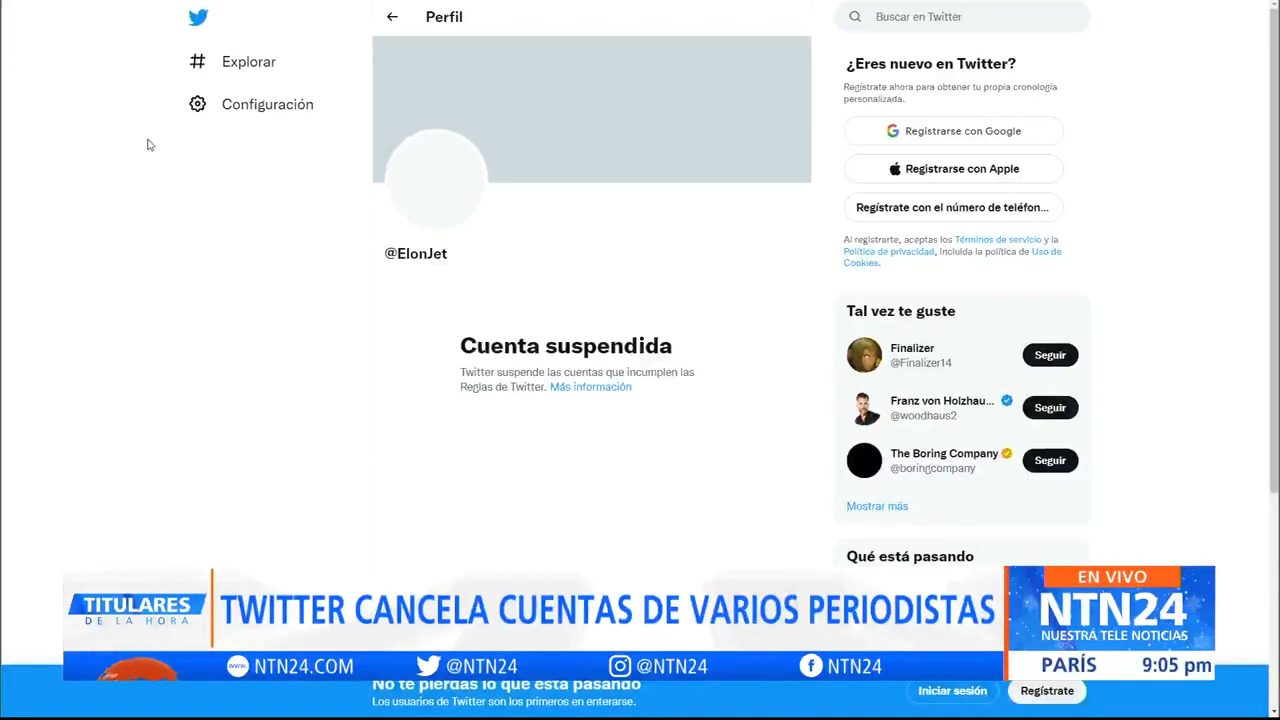 Explorar
Configuración
Perfil
@ElonJet
Cuenta suspendida
Twitter suspende las cuentas que incumplen las
Reglas de Twitter. Más información
Buscar en Twitter
¿Eres nuevo en Twitter?
Regístrate ahora para obtener tu propia cronología
personalizada.
Registrarse con Google
Registrarse con Apple
Regístrate con el número de teléfon...
Al registrarte, aceptas los Términos de servicio y la
Política de privacidad, incluida la política de Uso de
Cookies.
Tal vez te guste
Finalizer
@Finalizer14
Seguir
Franz von Holzhau...
@woodhaus2
Seguir
The Boring Company
@boringcompany
Seguir
Mostrar más
Qué está pasando
TITULARES
DE LA HORA
TWITTER CANCELA CUENTAS DE VARIOS PERIODISTAS
EN VIVO
NTN24
NUESTRA TELE NOTICIAS
www. NTN24.COM
@NTN24
@NTN24
NTN24
PARÍS 9:05 pm
No te pierdas lo que está pasando
Los usuarios de Twitter son los primeros en enterarse.
Iniciar sesión
Regístrate